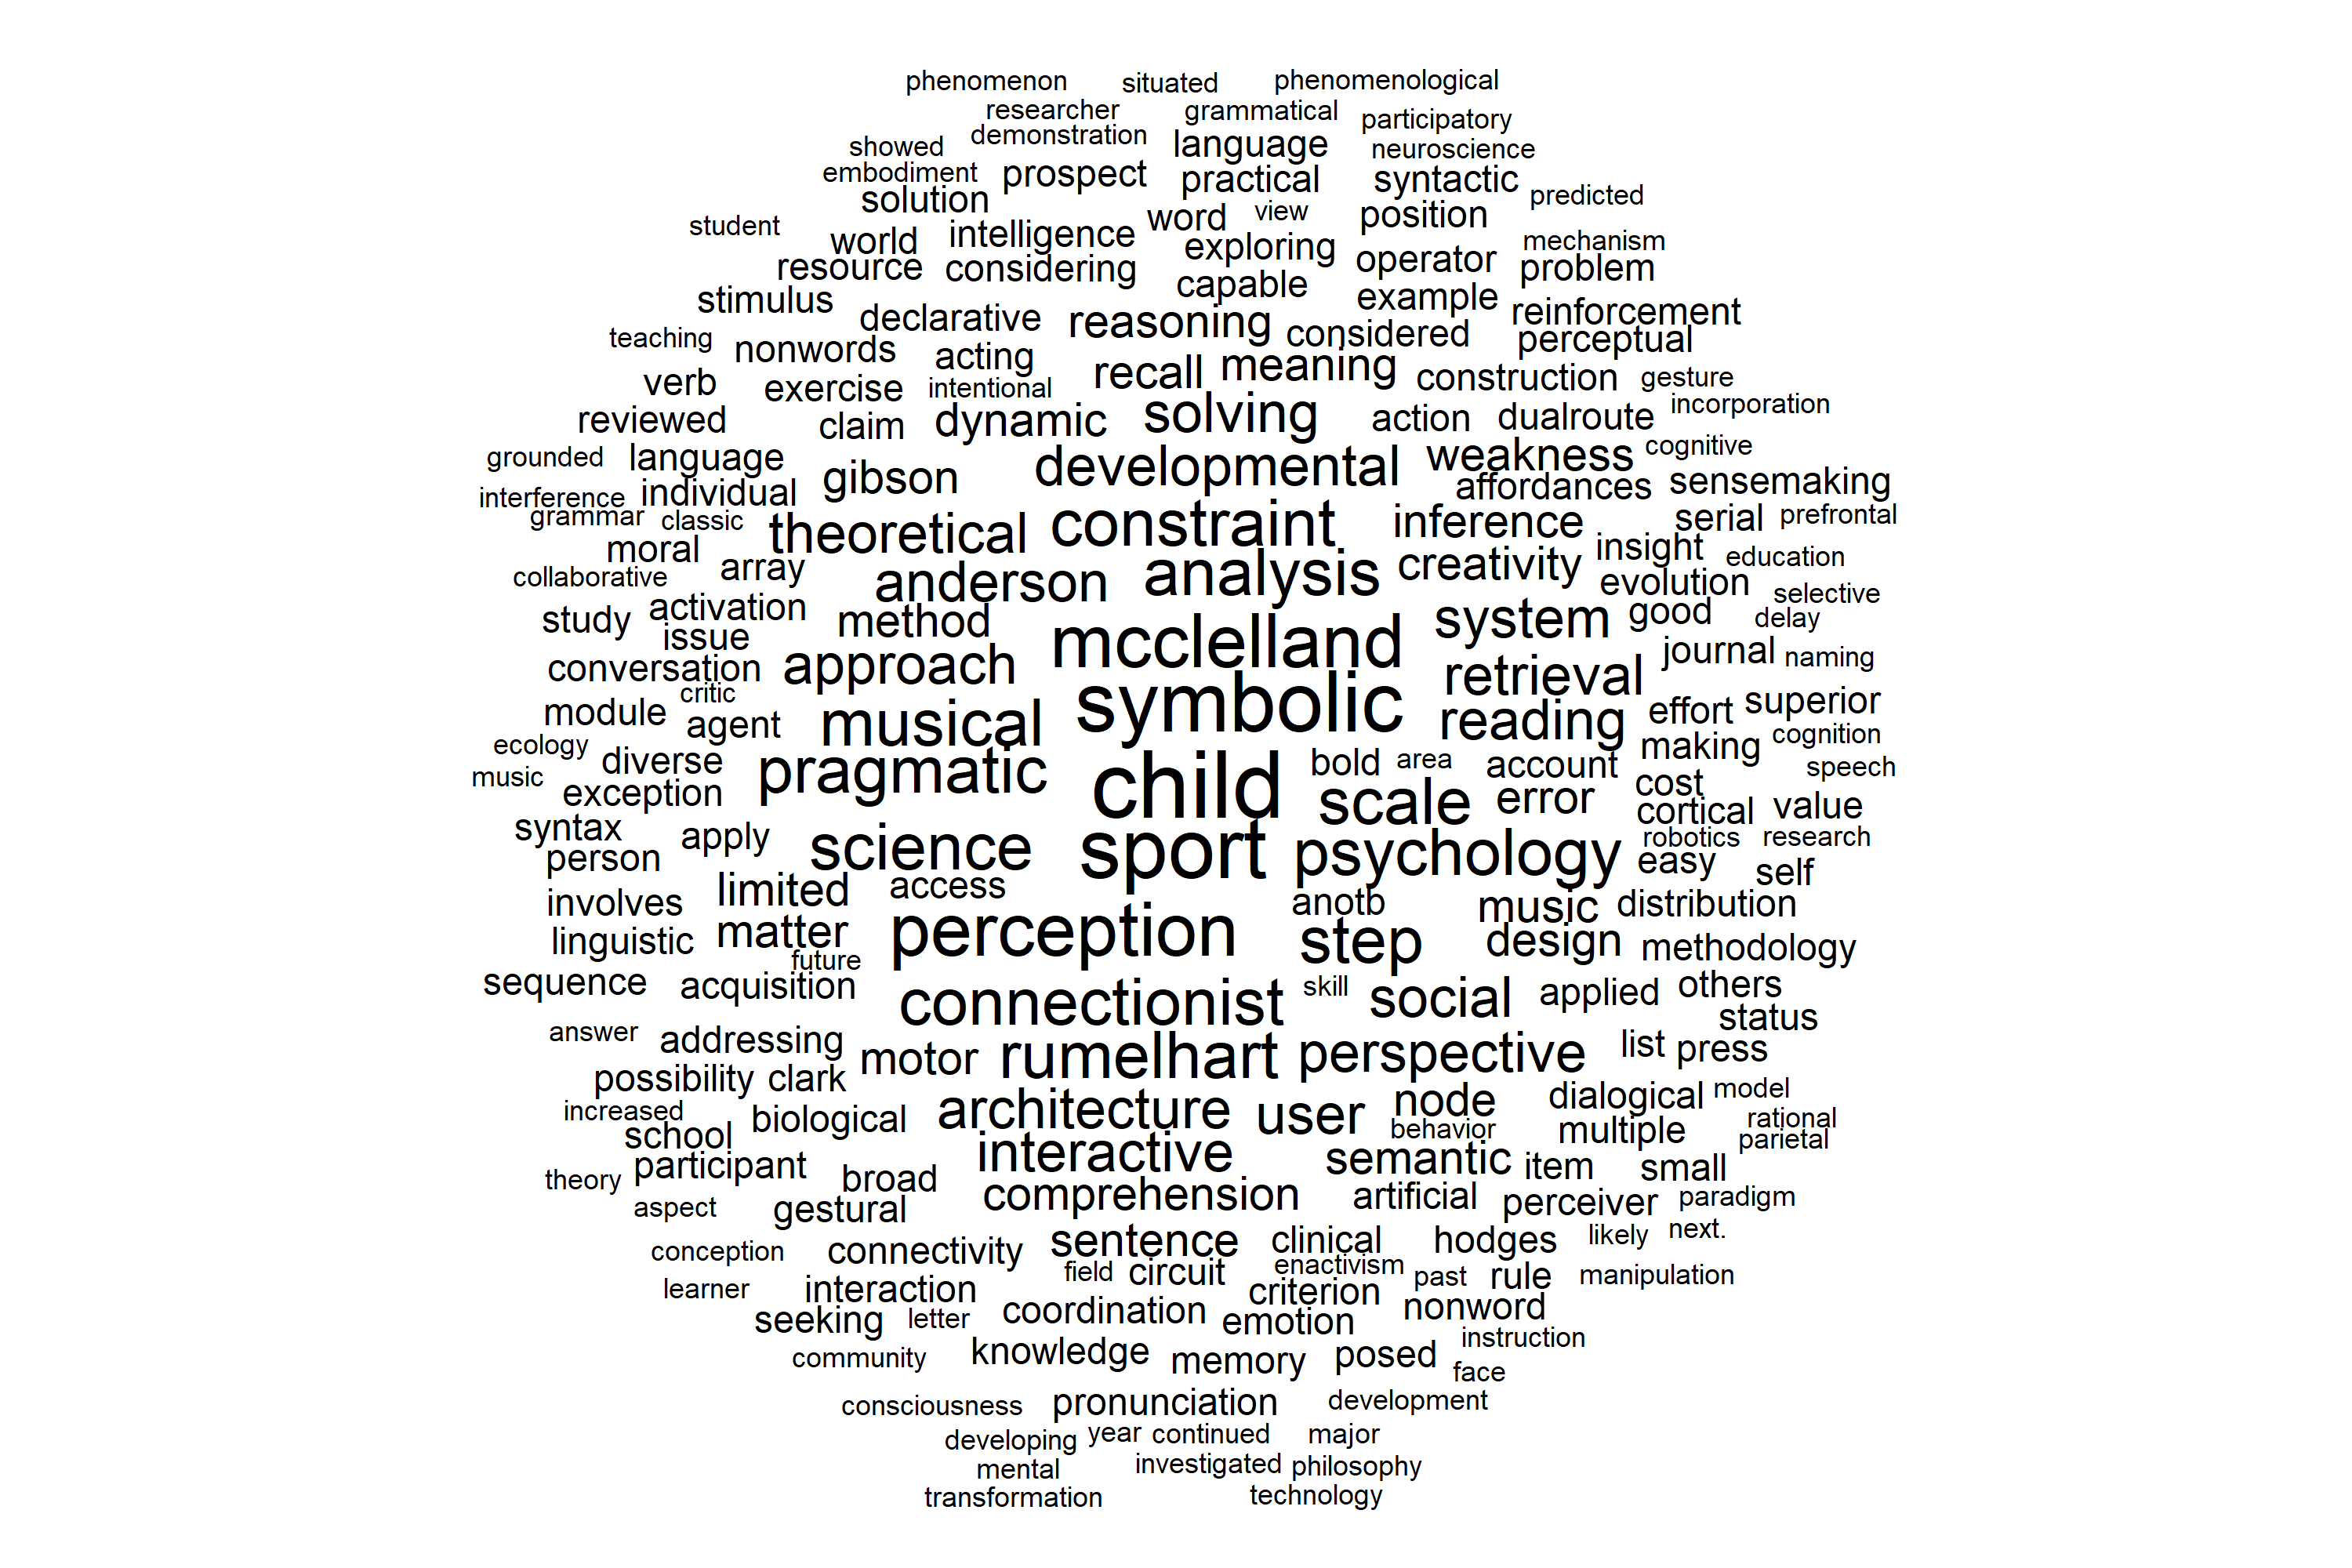 phenomenon situated phenomenological
researcher grammatical
demonstration language participatory
showed neuroscience
embodiment prospect practical syntactic
solution word view position predicted
student world intelligence exploring mechanism
resource considering capable operator problem
stimulus example reinforcement
declarative reasoning considered perceptual
teaching nonwords acting
verb exercise intentional recall meaning construction gesture
reviewed claim dynamic solving action dualroute incorporation
grounded language developmental weakness cognitive
interference individual gibson affordances sensemaking
grammar classic theoretical constraint inference serial prefrontal
moral array anderson analysis creativity insight education
collaborative evolution selective
study activation method mcclelland system good delay
issue
conversation approach retrieval journal naming
critic symbolic
module agent musical reading effort superior
ecology diverse making cognition
music pragmatic child bold area account speech
exception scale error cost
syntax apply cortical value
person science sport psychology robotics research
easy self
involves limited access anotb music distribution
linguistic matter perception step design methodology
future
sequence acquisition connectionist skill social applied others
status
answer addressing motor rumelhart perspective list press
possibility clark
increased biological architecture user node dialogical model
school behavior multiple rational
parietal
theory participant broad interactive semantic item small
aspect gestural comprehension artificial perceiver paradigm
conception connectivity sentence clinical hodges likely next.
learner interaction field circuit enactivism past rule manipulation
criterion
seeking letter coordination emotion nonword
instruction
community knowledge memory posed face
consciousness pronunciation development
developing year continued major
mental investigated philosophy
transformation technology